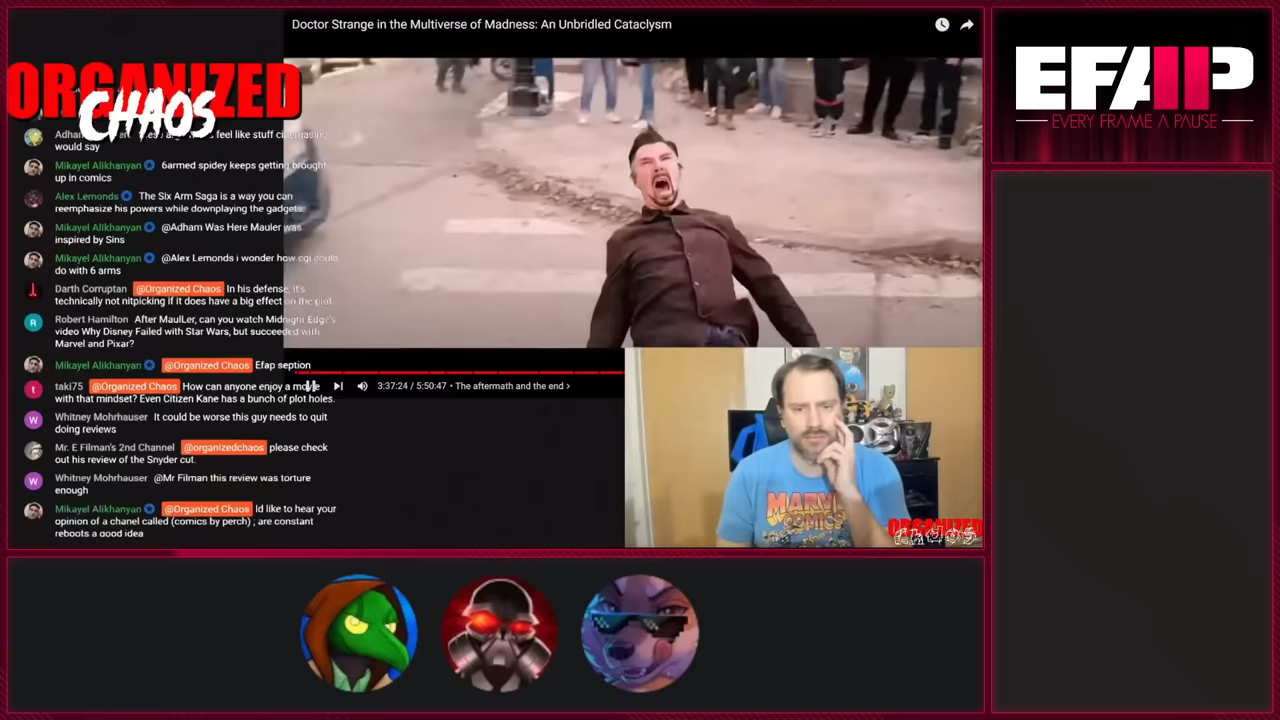 Doctor Strange in the Multiverse of Madness: An Unbridled Cataclysm
ORGANIZED
CHAOS
EFAP
EVERY FRAME A PAUSE
Adham feel like stuff cinemasins
would say
Mikayel Alikhanyan 6armed spidey keeps getting brought
up in comics
Alex Lemonds The Six Arm Saga is a way you can
reemphasize his powers while downplaying the gadgets
Mikayel Alikhanyan @Adham Was Here Mauler was
inspired by Sins
Mikayel Alikhanyan @Alex Lemonds i wonder how cgi could
do with 6 arms
Darth Corruptan @Organized Chaos In his defense, it's
technically not nitpicking if it does have a big effect on the plot
R Robert Hamilton After MaulLer, can you watch Midnight Edge's
video Why Disney Failed with Star Wars, but succeeded with
Marvel and Pixar?
Mikayel Alikhanyan @Organized Chaos Efap seption
t taki75 @Organized Chaos How can anyone enjoy a movie
with that mindset? Even Citizen Kane has a bunch of plot holes.
W Whitney Mohrhauser It could be worse this guy needs to quit
doing reviews
Mr. E Filman's 2nd Channel @organizedchaos please check
out his review of the Snyder cut.
W Whitney Mohrhauser @Mr Filman this review was torture
enough
Mikayel Alikhanyan @Organized Chaos Id like to hear your
opinion of a chanel called (comics by perch) ; are constant
reboots a good idea
3:37:24 / 5:50:47 • The aftermath and the end >
MARVEL
COMICS
ORGANIZED
CHAOS